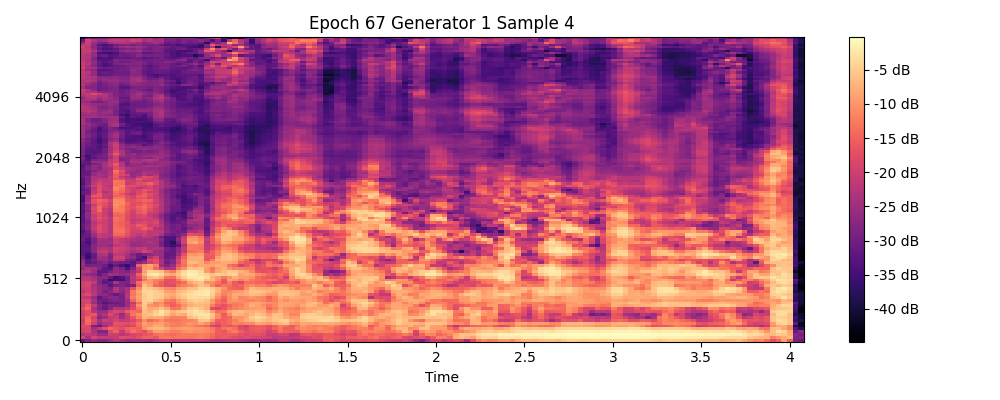 Epoch 67 Generator 1 Sample 4
Hz
4096
2048
1024
512
0
0
0.5
1
1.5
2
2.5
3
3.5
4
Time
-5 dB
-10 dB
-15 dB
-20 dB
-25 dB
-30 dB
-35 dB
-40 dB